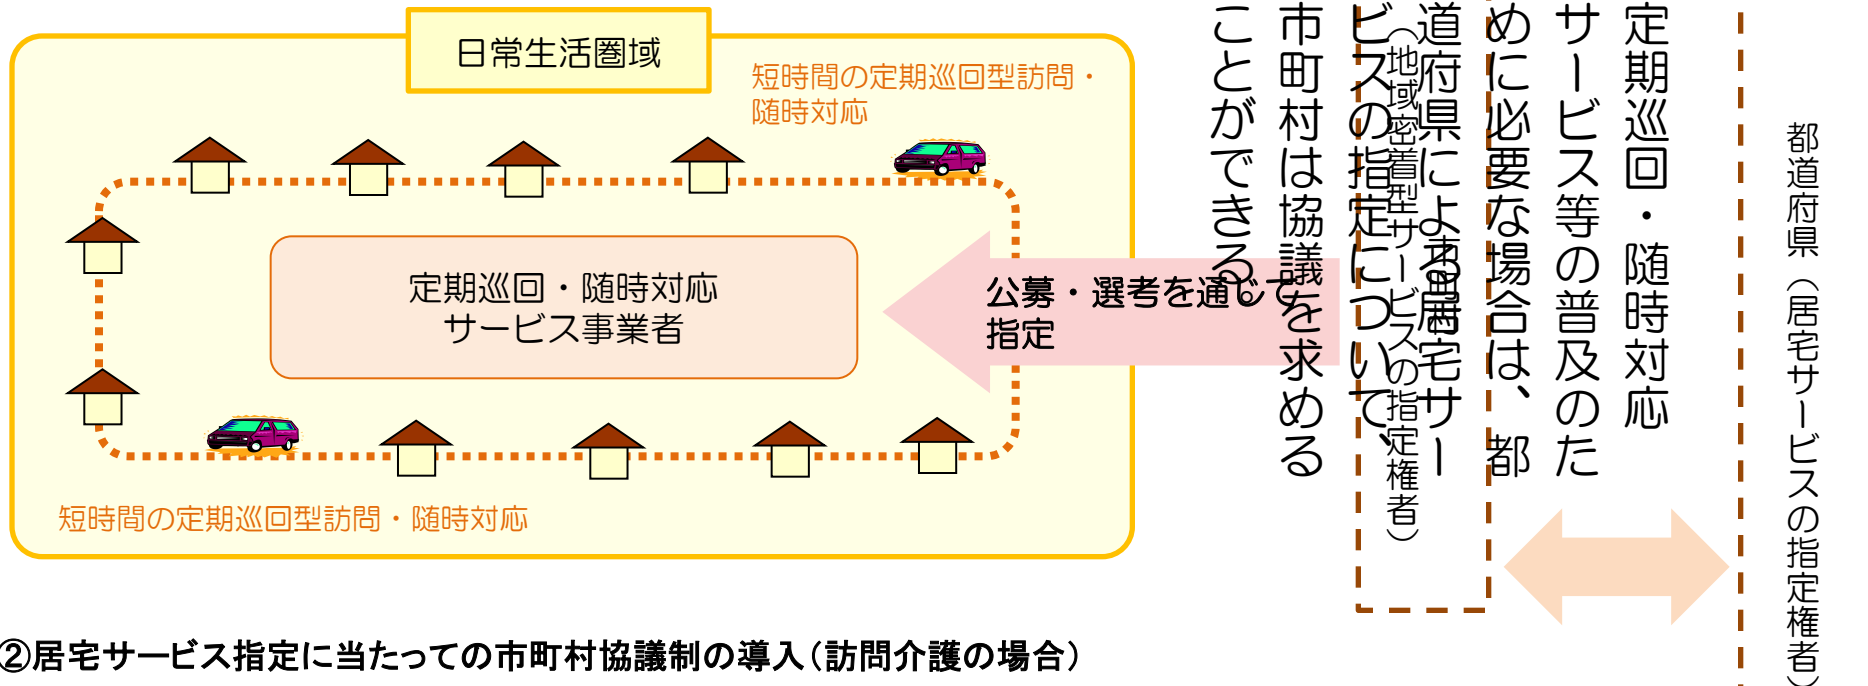 日常生活圏域
短時間の定期巡回型訪問・
随時対応
定期巡回・随時対応
サービス事業者
公募・選考を通じて
指定
短時間の定期巡回型訪問・随時対応
定期巡回・随時対応
サービス等の普及のた
めに必要な場合は、都
道府県による居宅サー
ビスの指定について、
市町村は協議を求める
ことができる。
市町村
（地域密着型サービスの指定権者）
都道府県（居宅サービスの指定権者）
②居宅サービス指定に当たっての市町村協議制の導入（訪問介護の場合）